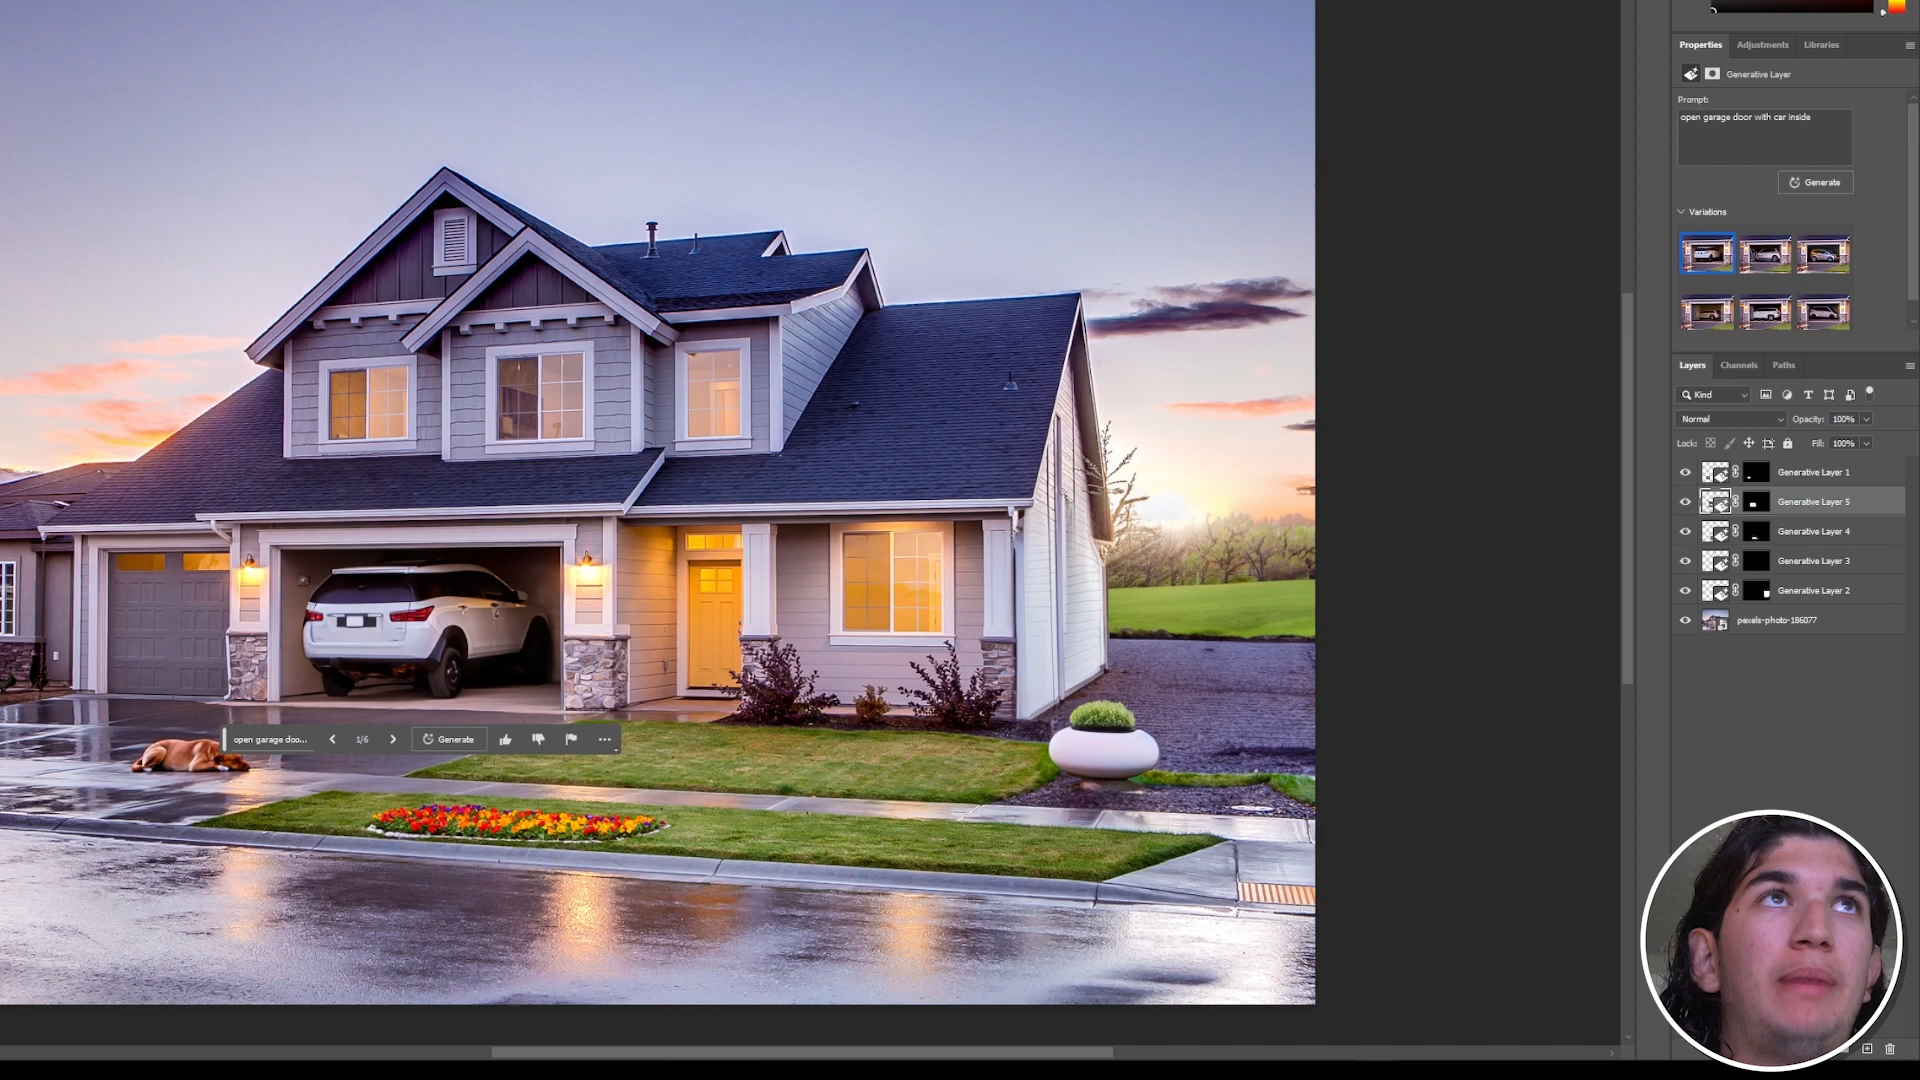 Properties Adjustments Libraries
Generative Layer
Prompt:
open garage door with car inside
Generate
Variations
Layers Channels Paths
Kind
Normal Opacity: 100%
Lock: Fill: 100%
Generative Layer 1
Generative Layer 5
Generative Layer 4
Generative Layer 3
Generative Layer 2
pexels-photo-186077
open garage doo... 1/6 Generate